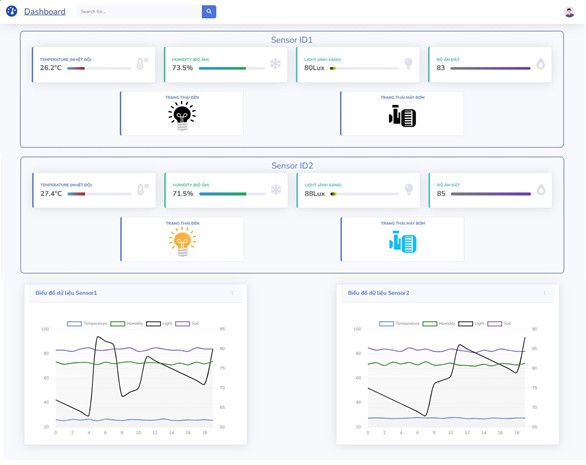 Dashboard
Search for...
Sensor ID1
TEMPERATURE (NHIỆT ĐỘ)
26.2°C
HUMIDITY (ĐỘ ẨM)
73.5%
LIGHT (ÁNH SÁNG)
80Lux
ĐỘ ẨM ĐẤT
83
TRẠNG THÁI ĐÈN
TRẠNG THÁI MÁY BƠM
Sensor ID2
TEMPERATURE (NHIỆT ĐỘ)
27.4°C
HUMIDITY (ĐỘ ẨM)
71.5%
LIGHT (ÁNH SÁNG)
88Lux
ĐỘ ẨM ĐẤT
85
TRẠNG THÁI ĐÈN
TRẠNG THÁI MÁY BƠM
Biểu đồ dữ liệu Sensor1
Temperature Humidity Light Soil
100
80
60
40
20
95
90
85
80
75
70
65
60
0 2 4 6 8 10 12 14 16 18
Biểu đồ dữ liệu Sensor2
Temperature Humidity Light Soil
100
80
60
40
20
90
85
80
75
70
65
0 2 4 6 8 10 12 14 16 18